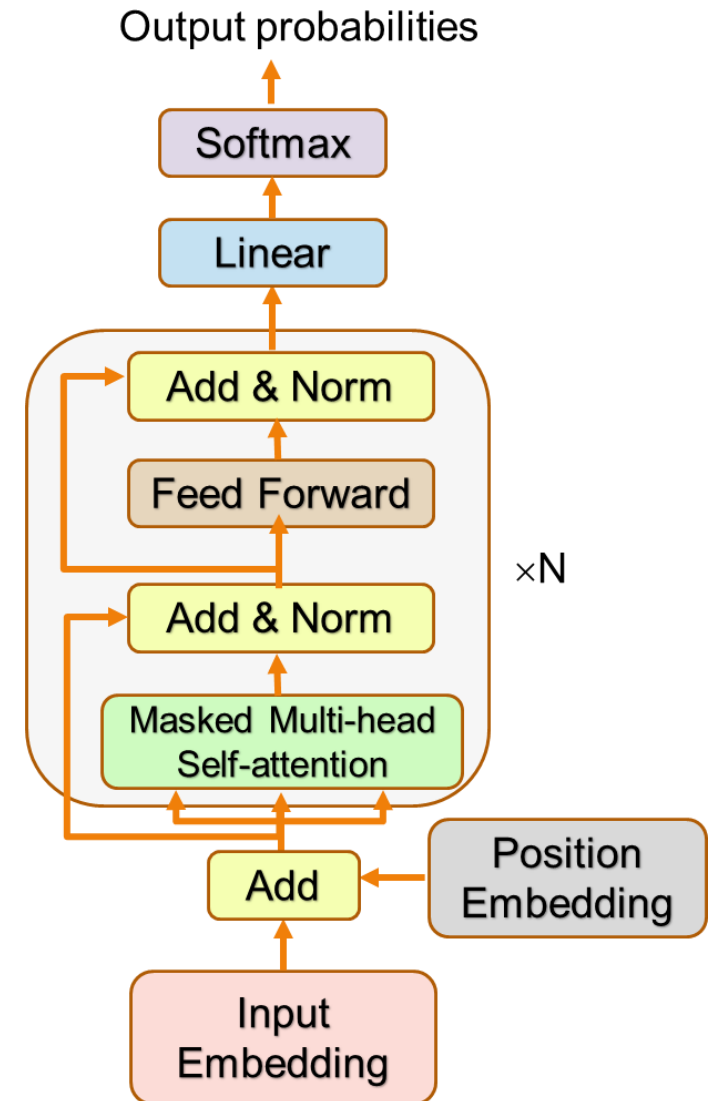 Output probabilities
Softmax
Linear
Add & Norm
Feed Forward
×N
Add & Norm
Masked Multi-head
Self-attention
Position
Embedding
Add
Input
Embedding